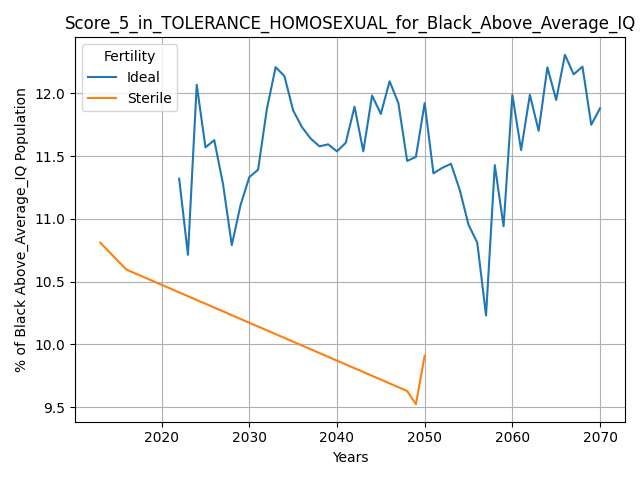 Score_5_in_TOLERANCE_HOMOSEXUAL_for_Black_Above_Average_IQ
Fertility
Ideal
Sterile
% of Black Above_Average_IQ Population
12.0
11.5
11.0
10.5
10.0
9.5
2020 2030 2040 2050 2060 2070
Years